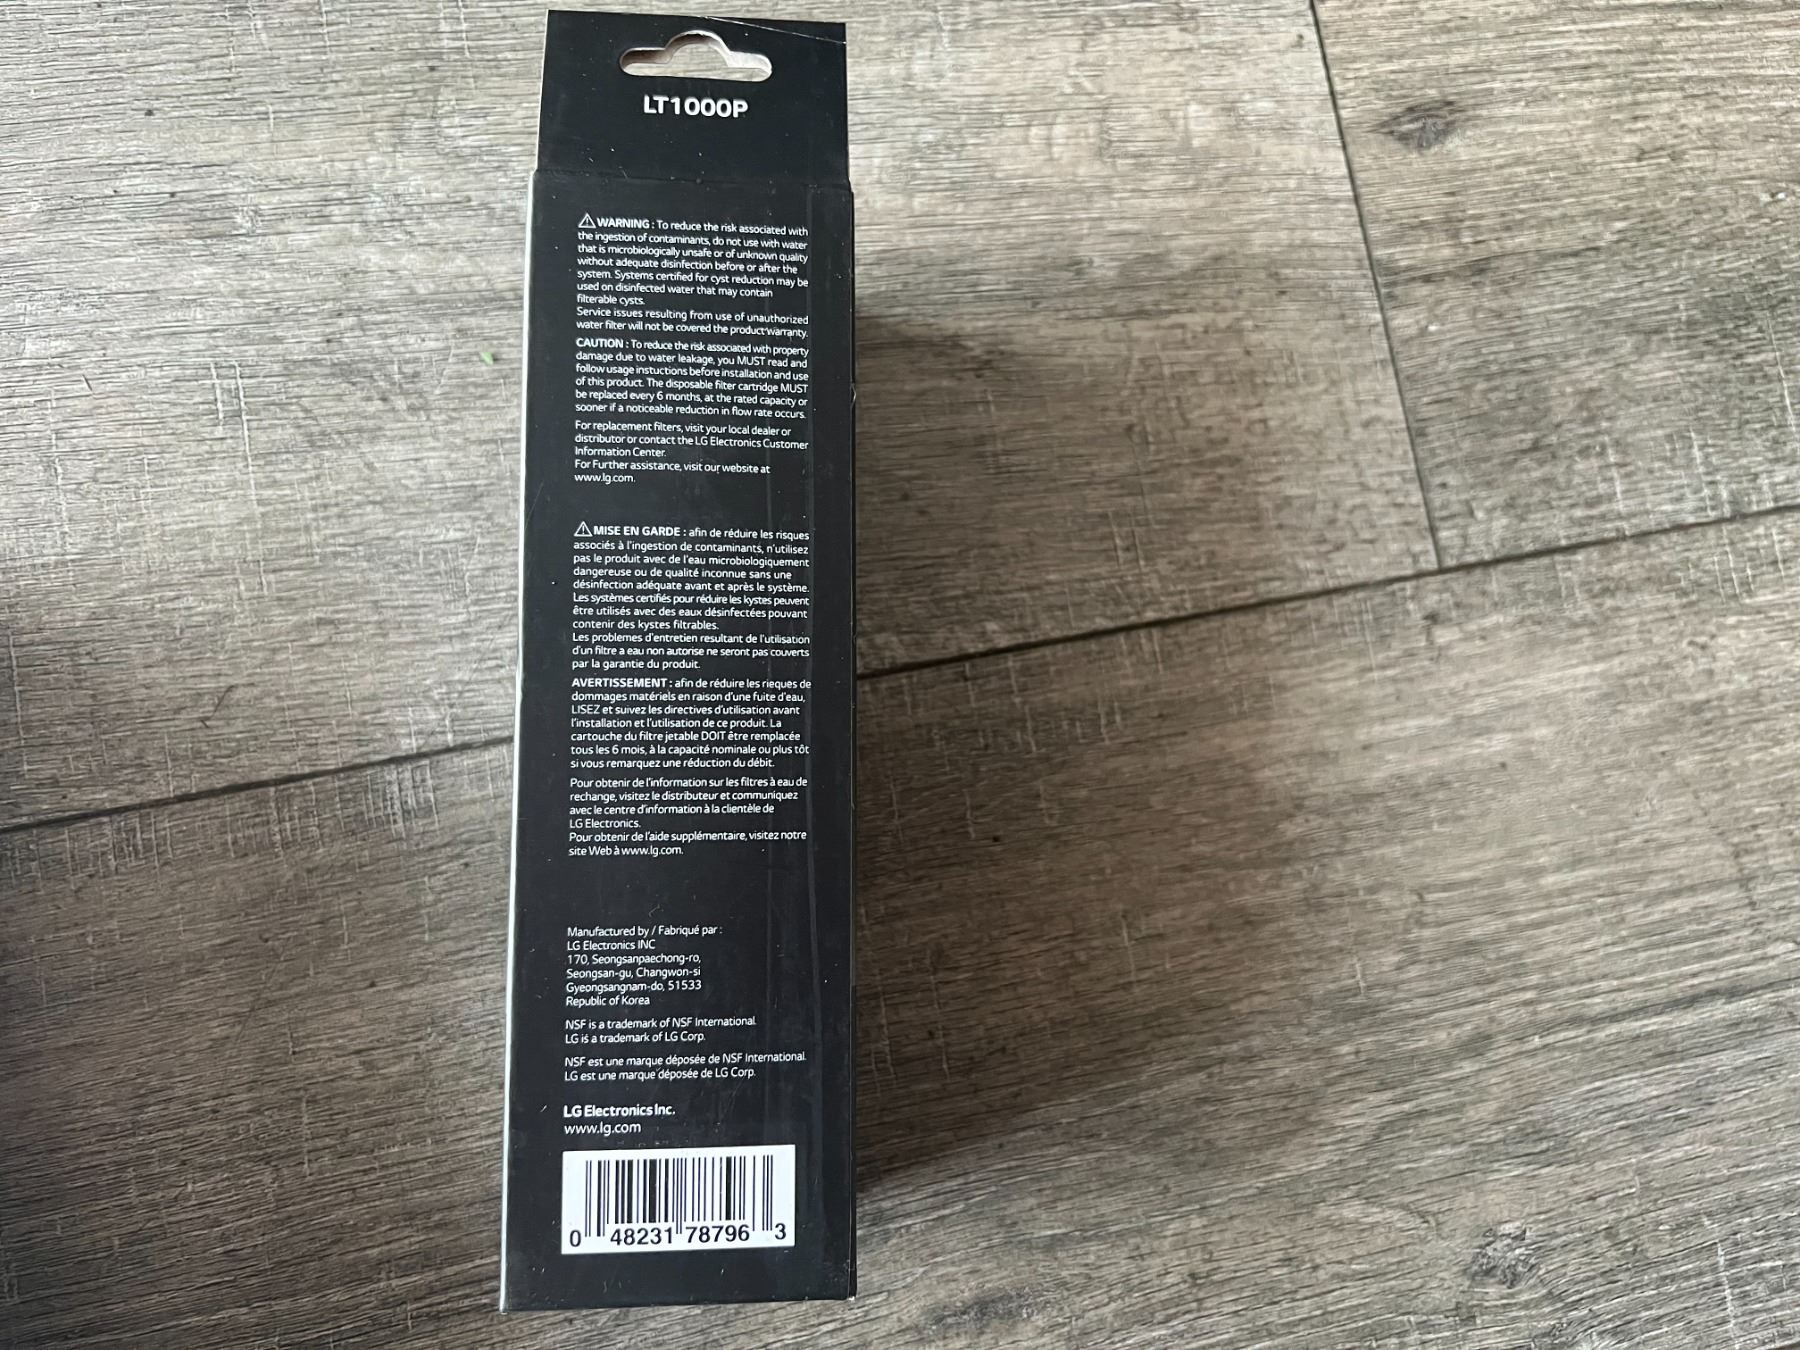 LT1000P
⚠ WARNING : To reduce the risk associated with
the ingestion of contaminants, do not use with water
that is microbiologically unsafe or of unknown quality
without adequate disinfection before or after the
system. Systems certified for cyst reduction may be
used on disinfected water that may contain
filterable cysts.
Service issues resulting from use of unauthorized
water filter will not be covered the product warranty.
CAUTION : To reduce the risk associated with property
damage due to water leakage, you MUST read and
follow usage instuctions before installation and use
of this product. The disposable filter cartridge MUST
be replaced every 6 months, at the rated capacity or
sooner if a noticeable reduction in flow rate occurs.
For replacement filters, visit your local dealer or
distributor or contact the LG Electronics Customer
Information Center.
For Further assistance, visit our website at
www.lg.com.
⚠ MISE EN GARDE : afin de réduire les risques
associés à l'ingestion de contaminants, n'utilisez
pas le produit avec de l'eau microbiologiquement
dangereuse ou de qualité inconnue sans une
désinfection adéquate avant et après le système.
Les systèmes certifiés pour réduire les kystes peuvent
être utilisés avec des eaux désinfectées pouvant
contenir des kystes filtrables.
Les problemes d'entretien resultant de l'utilisation
d'un filtre a eau non autorise ne seront pas couverts
par la garantie du produit.
AVERTISSEMENT : afin de réduire les rieques de
dommages matériels en raison d'une fuite d'eau,
LISEZ et suivez les directives d'utilisation avant
l'installation et l'utilisation de ce produit. La
cartouche du filtre jetable DOIT être remplacée
tous les 6 mois, à la capacité nominale ou plus tôt
si vous remarquez une réduction du débit.
Pour obtenir de l'information sur les filtres à eau de
rechange, visitez le distributeur et communiquez
avec le centre d'information à la clientèle de
LG Electronics.
Pour obtenir de l'aide supplémentaire, visitez notre
site Web à www.lg.com.
Manufactured by / Fabriqué par :
LG Electronics INC
170, Seongsanpaechong-ro,
Seongsan-gu, Changwon-si
Gyeongsangnam-do, 51533
Republic of Korea
NSF is a trademark of NSF International.
LG is a trademark of LG Corp.
NSF est une marque déposée de NSF International.
LG est une marque déposée de LG Corp.
LG Electronics Inc.
www.lg.com
0 48231 78796 3